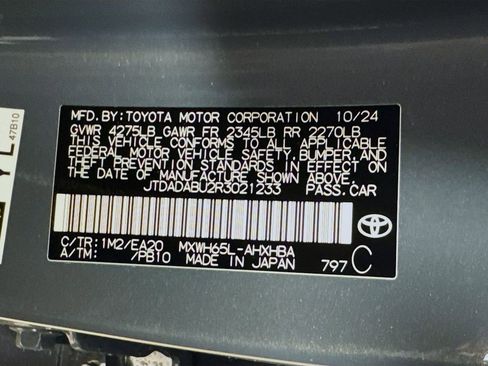 MFD. BY: TOYOTA MOTOR CORPORATION 10/24
GVWR 4275LB GAWR FR 2345LB RR 2270LB
THIS VEHICLE CONFORMS TO ALL APPLICABLE
FEDERAL MOTOR VEHICLE SAFETY, BUMPER, AND
THEFT PREVENTION STANDARDS IN EFFECT ON
THE DATE OF MANUFACTURE SHOWN ABOVE.
JTDADABU2R3021233 PASS.CAR
C/TR: 1M2/EA20 MXWH65L-AHXHBA
A/TM: /PB10 MADE IN JAPAN 797 C
47B10
YL